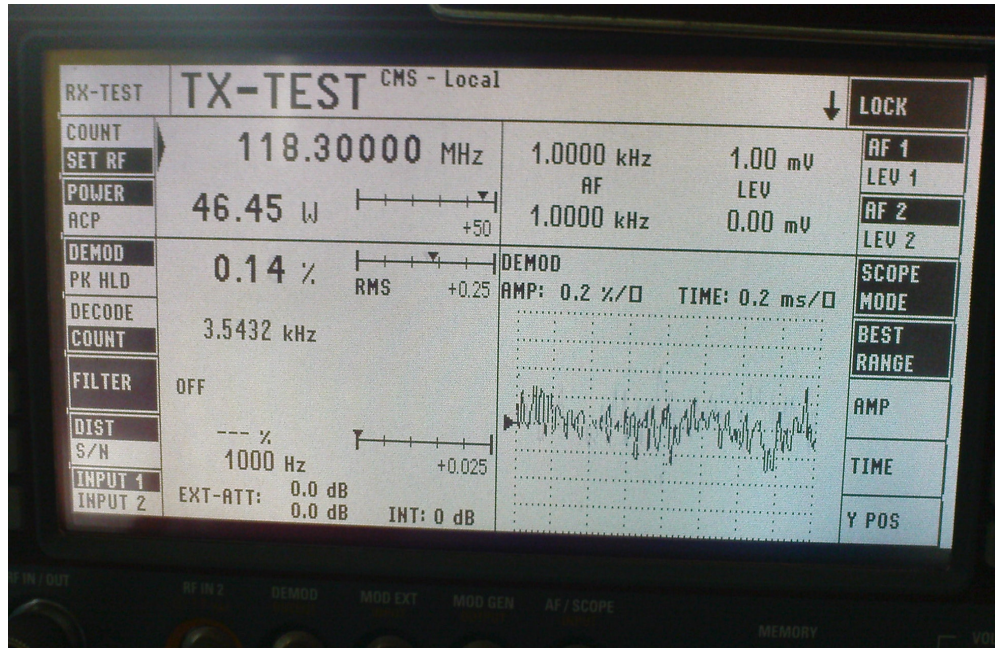 RX-TEST
TX-TEST CMS - Local
LOCK
COUNT
SET RF
118.30000 MHz
1.0000 kHz 1.00 mV
AF 1
LEV 1
POWER
ACP
46.45 W
+50
AF LEV
1.0000 kHz 0.00 mV
AF 2
LEV 2
DEMOD
PK HLD
0.14 %
RMS +0.25
DEMOD
AMP: 0.2 %/ TIME: 0.2 ms/
SCOPE
MODE
DECODE
COUNT
3.5432 kHz
BEST
RANGE
FILTER
OFF
AMP
DIST
S/N
--- %
1000 Hz
+0.025
TIME
INPUT 1
INPUT 2
EXT-ATT: 0.0 dB
0.0 dB INT: 0 dB
Y POS
RF IN / OUT
RF IN 2
DEMOD
MOD EXT
MOD GEN
AF / SCOPE
MEMORY